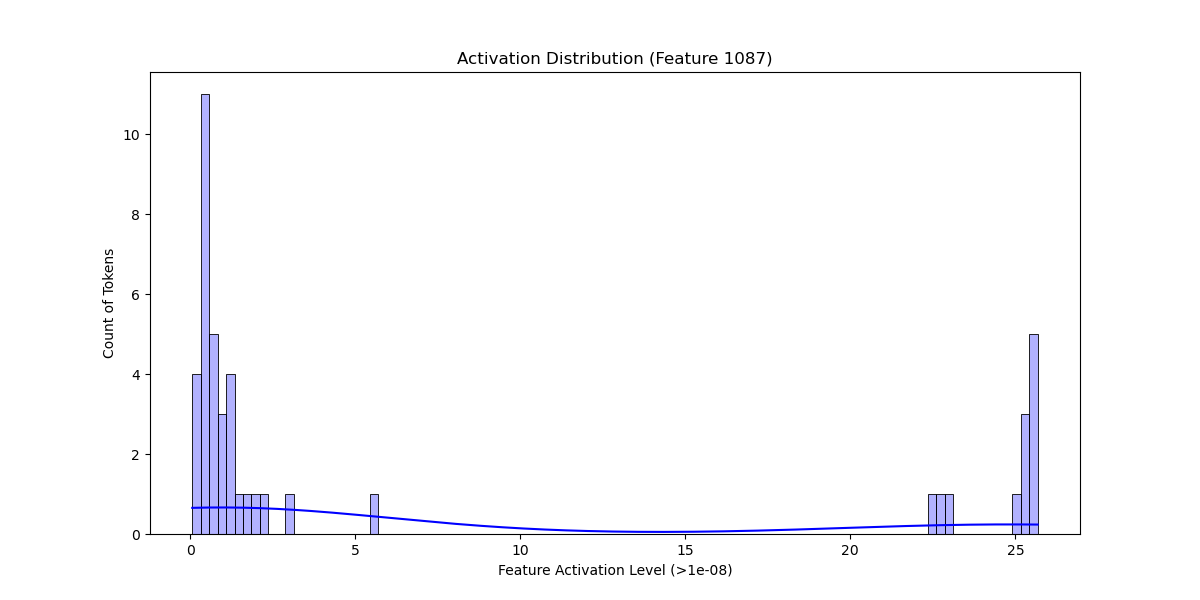 Activation Distribution (Feature 1087)
Count of Tokens
10
8
6
4
2
0
0 5 10 15 20 25
Feature Activation Level (>1e-08)